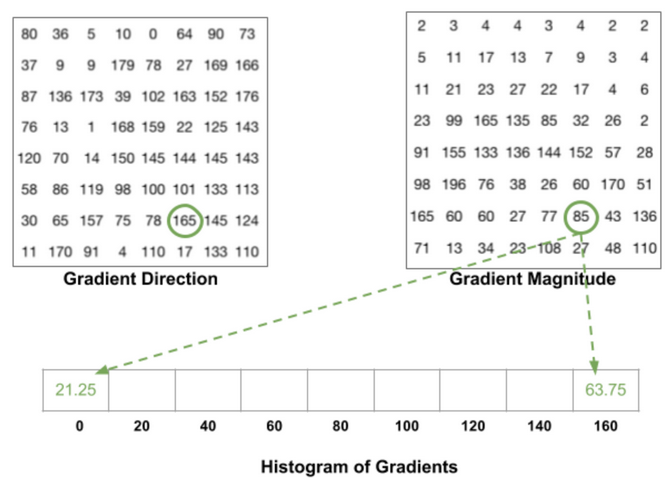 80 36 5 10 0 64 90 73
37 9 9 179 78 27 169 166
87 136 173 39 102 163 152 176
76 13 1 168 159 22 125 143
120 70 14 150 145 144 145 143
58 86 119 98 100 101 133 113
30 65 157 75 78 165 145 124
11 170 91 4 110 17 133 110
Gradient Direction
2 3 4 4 3 4 2 2
5 11 17 13 7 9 3 4
11 21 23 27 22 17 4 6
23 99 165 135 85 32 26 2
91 155 133 136 144 152 57 28
98 196 76 38 26 60 170 51
165 60 60 27 77 85 43 136
71 13 34 23 108 27 48 110
Gradient Magnitude
21.25 63.75
0 20 40 60 80 100 120 140 160
Histogram of Gradients